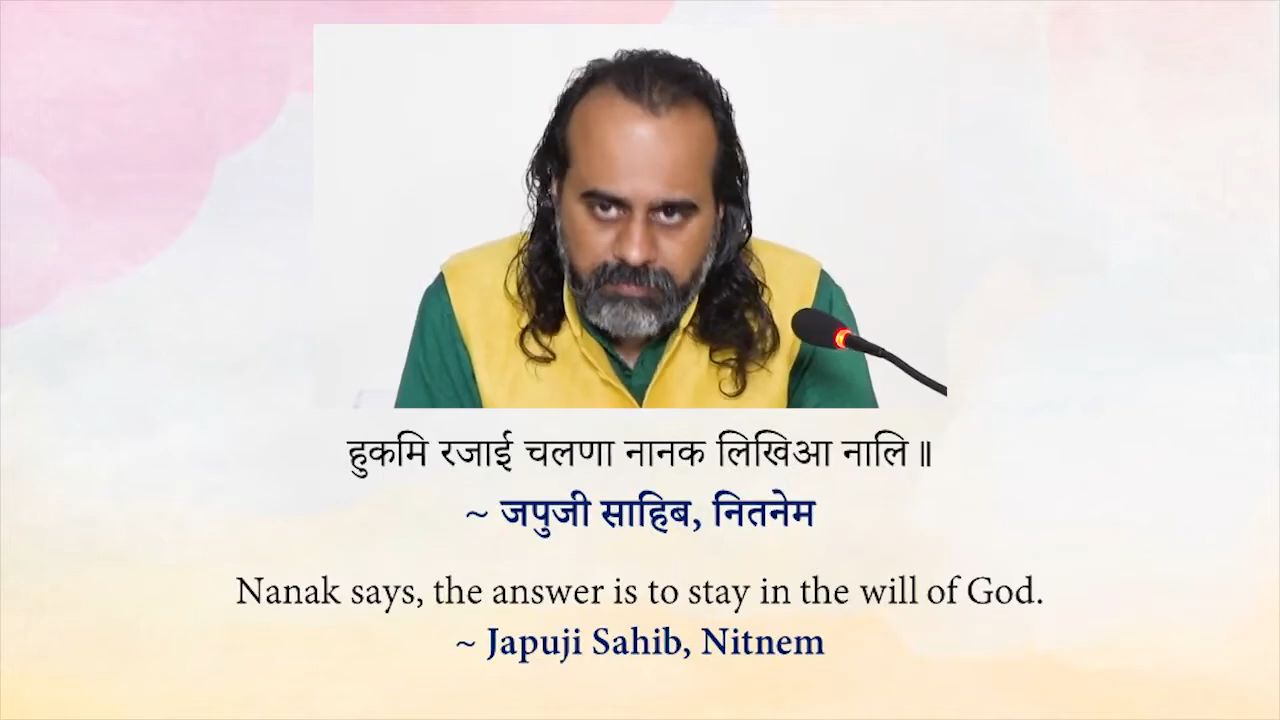 हुकमि रजाई चलणा नानक लिखिआ नालि ॥
~ जपुजी साहिब, नितनेम
Nanak says, the answer is to stay in the will of God.
~ Japuji Sahib, Nitnem